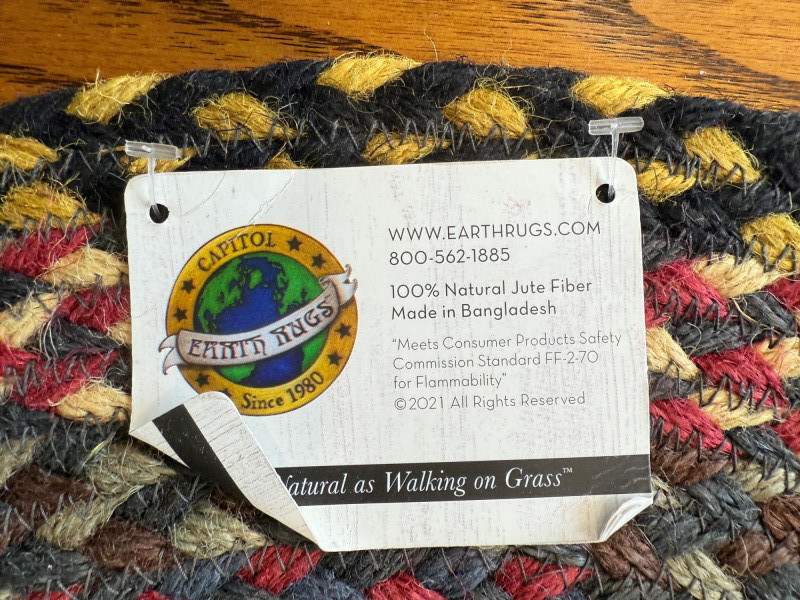 CAPITOL
EARTH RUGS
Since 1980
WWW.EARTHRUGS.COM
800-562-1885
100% Natural Jute Fiber
Made in Bangladesh
"Meets Consumer Products Safety
Commission Standard FF-2-70
for Flammability"
©2021 All Rights Reserved
Natural as Walking on Grass™